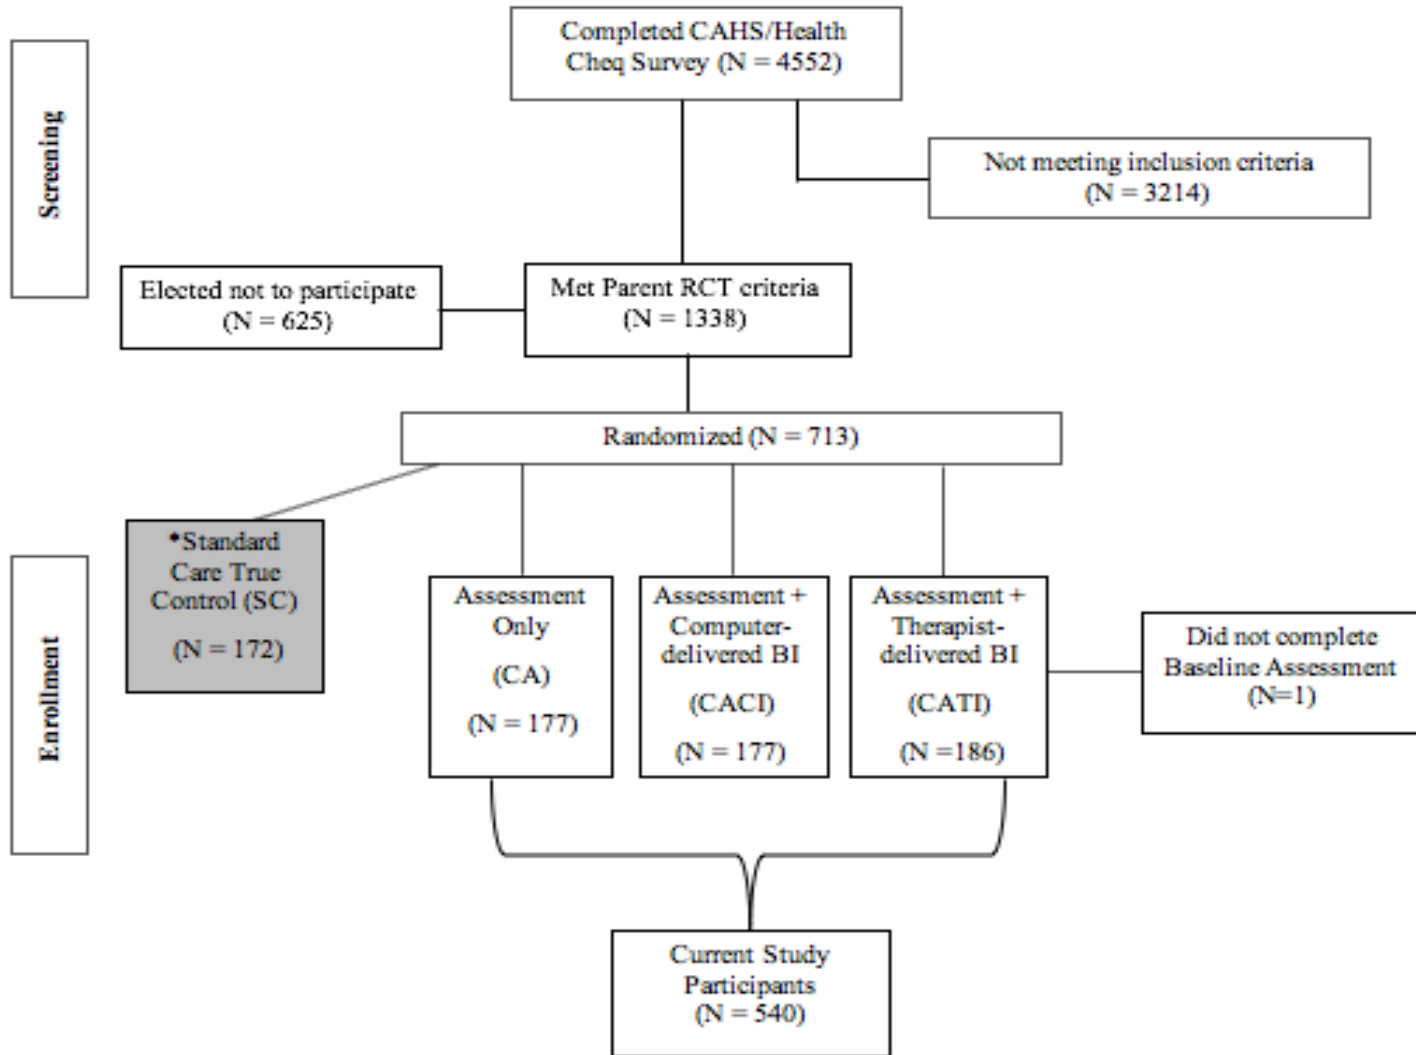 Completed CAHS/Health
Cheq Survey (N = 4552)
Screening
Not meeting inclusion criteria
(N = 3214)
Elected not to participate
(N = 625)
Met Parent RCT criteria
(N = 1338)
Randomized (N = 713)
*Standard
Care True
Control (SC)
(N = 172)
Enrollment
Assessment
Only
(CA)
(N = 177)
Assessment +
Computer-
delivered BI
(CACI)
(N = 177)
Assessment +
Therapist-
delivered BI
(CATI)
(N =186)
Did not complete
Baseline Assessment
(N=1)
Current Study
Participants
(N = 540)